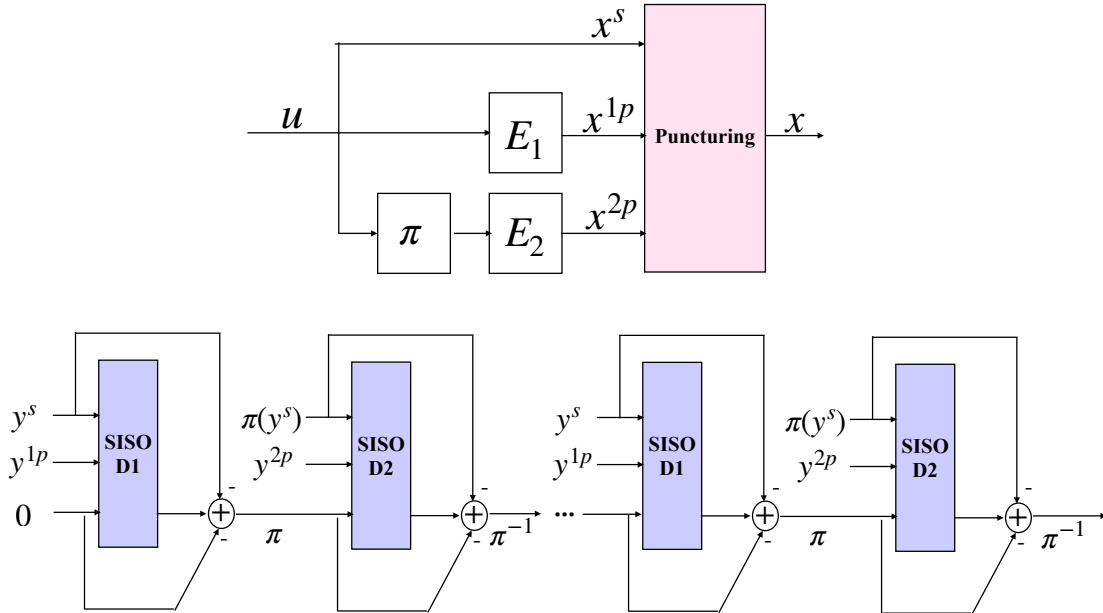 x^s
u
E_1
x^{1p}
Puncturing
x
π
E_2
x^{2p}
y^s
y^{1p}
0
SISO
D1
-
+
-
π
π(y^s)
y^{2p}
SISO
D2
-
+
-
π^{-1}
...
y^s
y^{1p}
SISO
D1
-
+
-
π
π(y^s)
y^{2p}
SISO
D2
-
+
-
π^{-1}